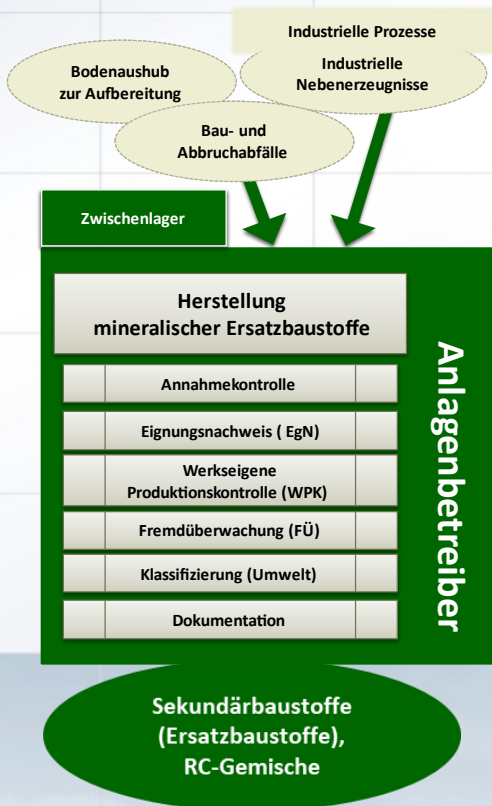 Industrielle Prozesse
Industrielle
Nebenerzeugnisse
Bodenaushub
zur Aufbereitung
Bau- und
Abbruchabfälle
Zwischenlager
Herstellung
mineralischer Ersatzbaustoffe
Annahmekontrolle
Eignungsnachweis ( EgN)
Werkseigene
Produktionskontrolle (WPK)
Fremdüberwachung (FÜ)
Klassifizierung (Umwelt)
Dokumentation
Anlagenbetreiber
Sekundärbaustoffe
(Ersatzbaustoffe),
RC-Gemische